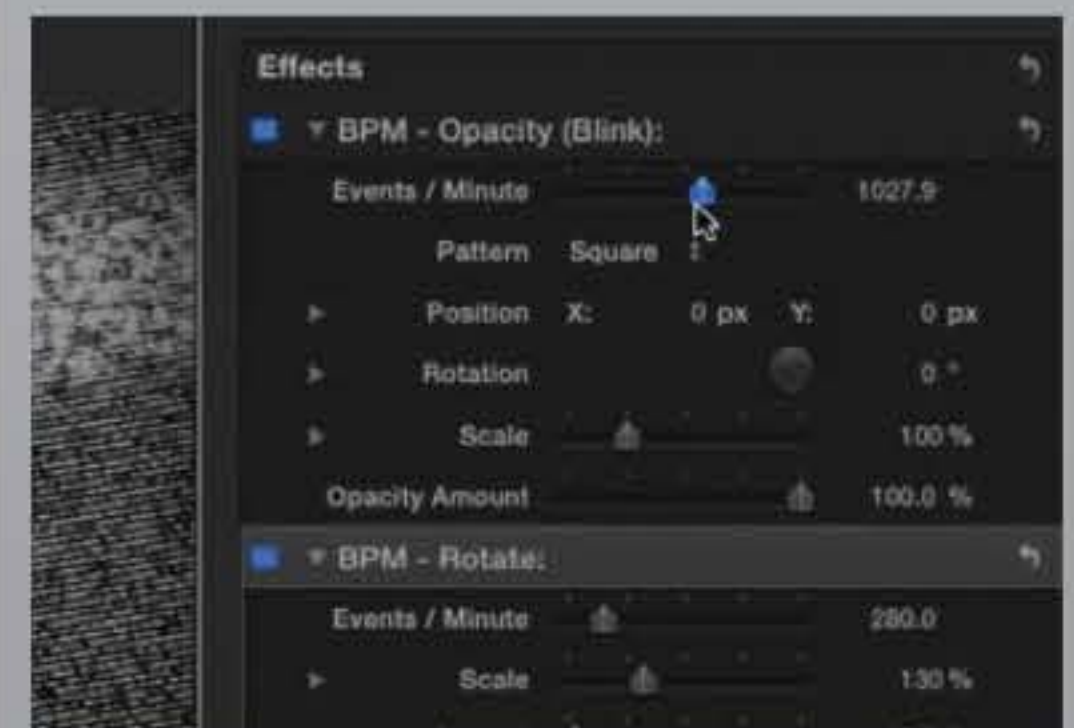 Effects
BPM - Opacity (Blink):
Events / Minute 1027.9
Pattern Square
Position X: 0 px Y: 0 px
Rotation 0 °
Scale 100 %
Opacity Amount 100.0 %
BPM - Rotate:
Events / Minute 280.0
Scale 130 %